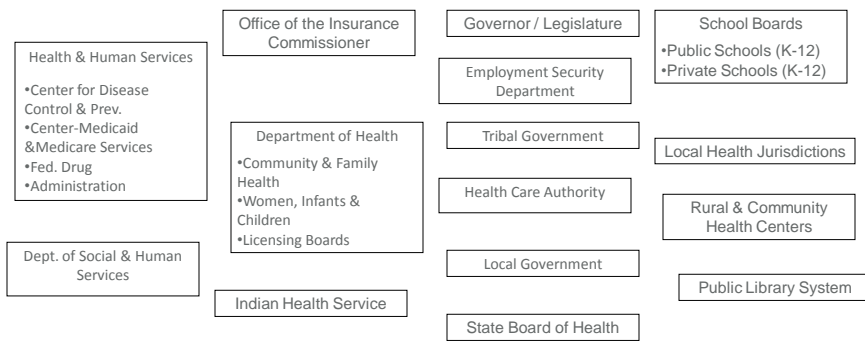 Health & Human Services
•Center for Disease
Control & Prev.
•Center-Medicaid
&Medicare Services
•Fed. Drug
•Administration
Dept. of Social & Human
Services
Office of the Insurance
Commissioner
Department of Health
•Community & Family
Health
•Women, Infants &
Children
•Licensing Boards
Indian Health Service
Governor / Legislature
Employment Security
Department
Tribal Government
Health Care Authority
Local Government
State Board of Health
School Boards
•Public Schools (K-12)
•Private Schools (K-12)
Local Health Jurisdictions
Rural & Community
Health Centers
Public Library System